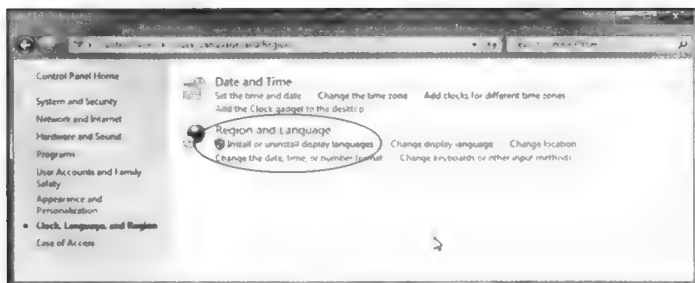 Control Panel Home
System and Security
Network and Internet
Hardware and Sound
Programs
User Accounts and Family
Safety
Appearance and
Personalization
Clock, Language, and Region
Ease of Access
Date and Time
Set the time and date Change the time zone Add clocks for different time zones
Add the Clock gadget to the desktop
Region and Language
Install or uninstall display languages Change display language Change location
Change the date, time, or number format Change keyboards or other input methods